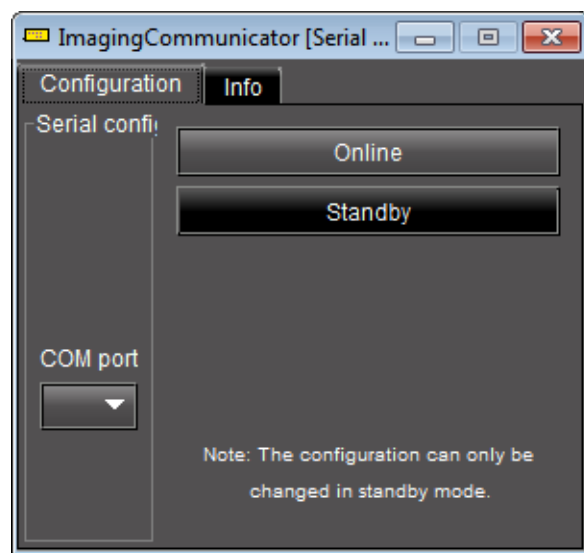 ImagingCommunicator [Serial ...
Configuration
Info
Serial config
Online
Standby
COM port
Note: The configuration can only be
changed in standby mode.